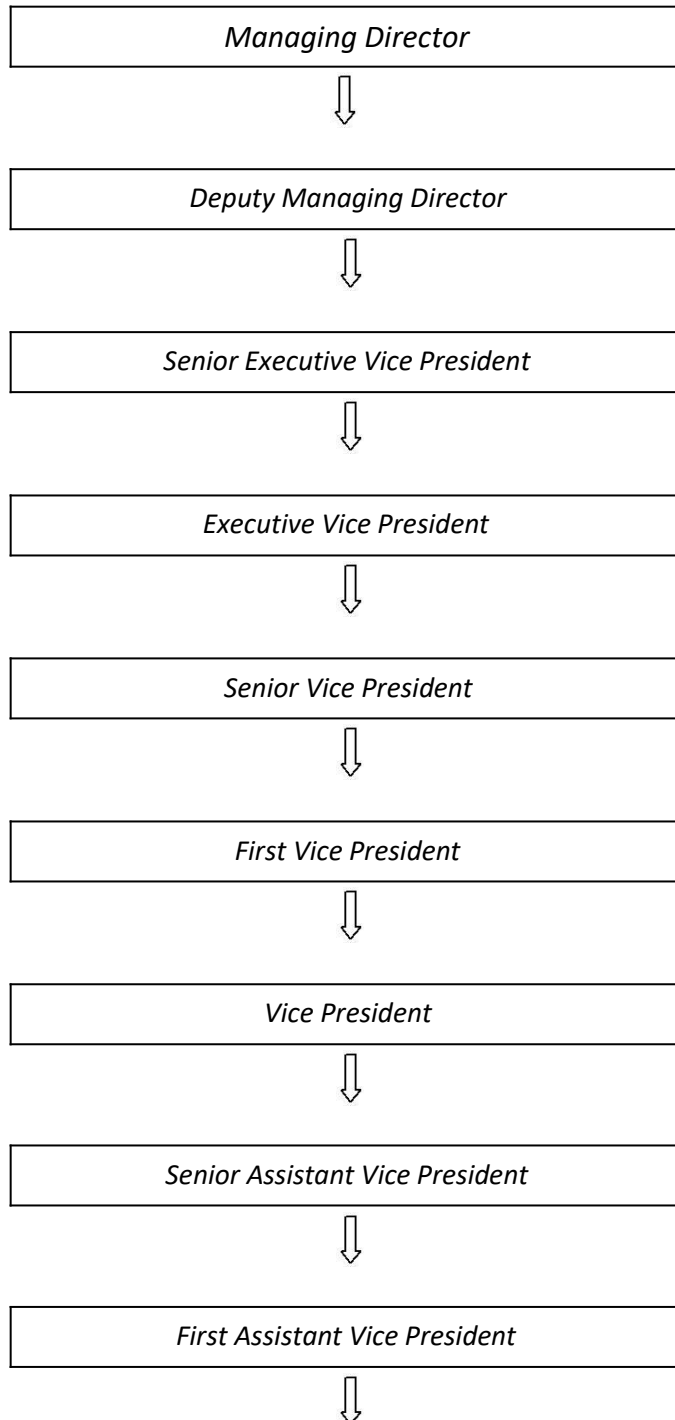 Managing Director
Deputy Managing Director
Senior Executive Vice President
Executive Vice President
Senior Vice President
First Vice President
Vice President
Senior Assistant Vice President
First Assistant Vice President